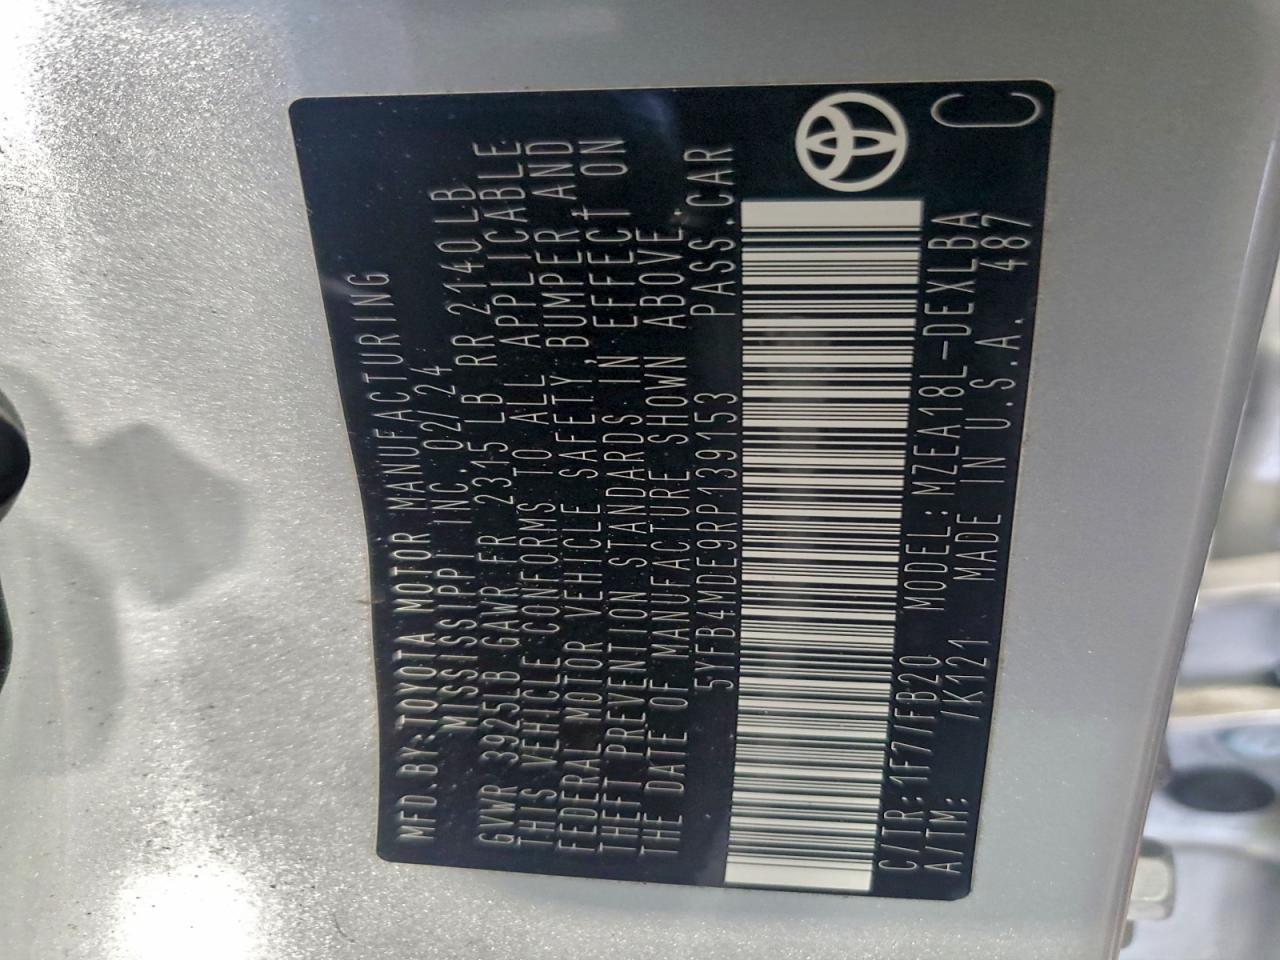 MFD. BY: TOYOTA MOTOR MANUFACTURING
MISSISSIPPI INC 02/24
GVWR 3925LB GAWR FR 2315 LB RR 2140LB
THIS VEHICLE CONFORMS TO ALL APPLICABLE
FEDERAL MOTOR VEHICLE SAFETY, BUMPER AND
THEFT PREVENTION STANDARDS IN EFFECT ON
THE DATE OF MANUFACTURE SHOWN ABOVE.
5YFB4MDE9RP139153 PASS.CAR
C/TR: 1F7/FB20 MODEL: MZEA18L-DEXLBA
A/TM: /K121 MADE IN U.S.A. 487
C